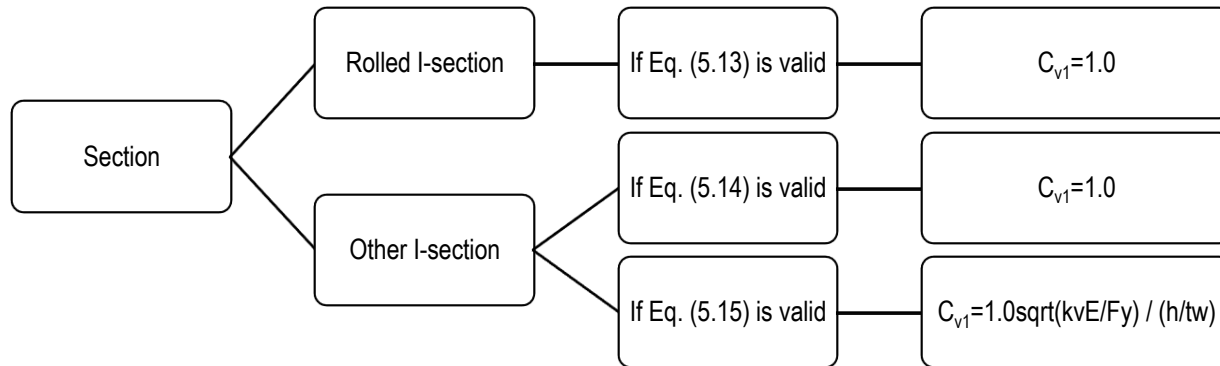 Rolled I-section
If Eq. (5.13) is valid
Cv1=1.0
Section
If Eq. (5.14) is valid
Cv1=1.0
Other I-section
If Eq. (5.15) is valid
Cv1=1.0sqrt(kvE/Fy) / (h/tw)